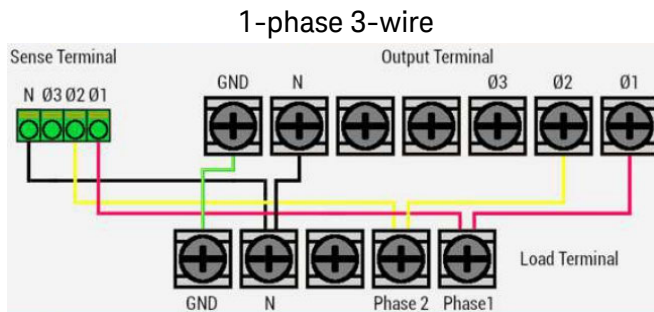 1-phase 3-wire
Sense Terminal
Output Terminal
N Ø3 Ø2 Ø1
GND N Ø3 Ø2 Ø1
Load Terminal
GND N Phase 2 Phase1